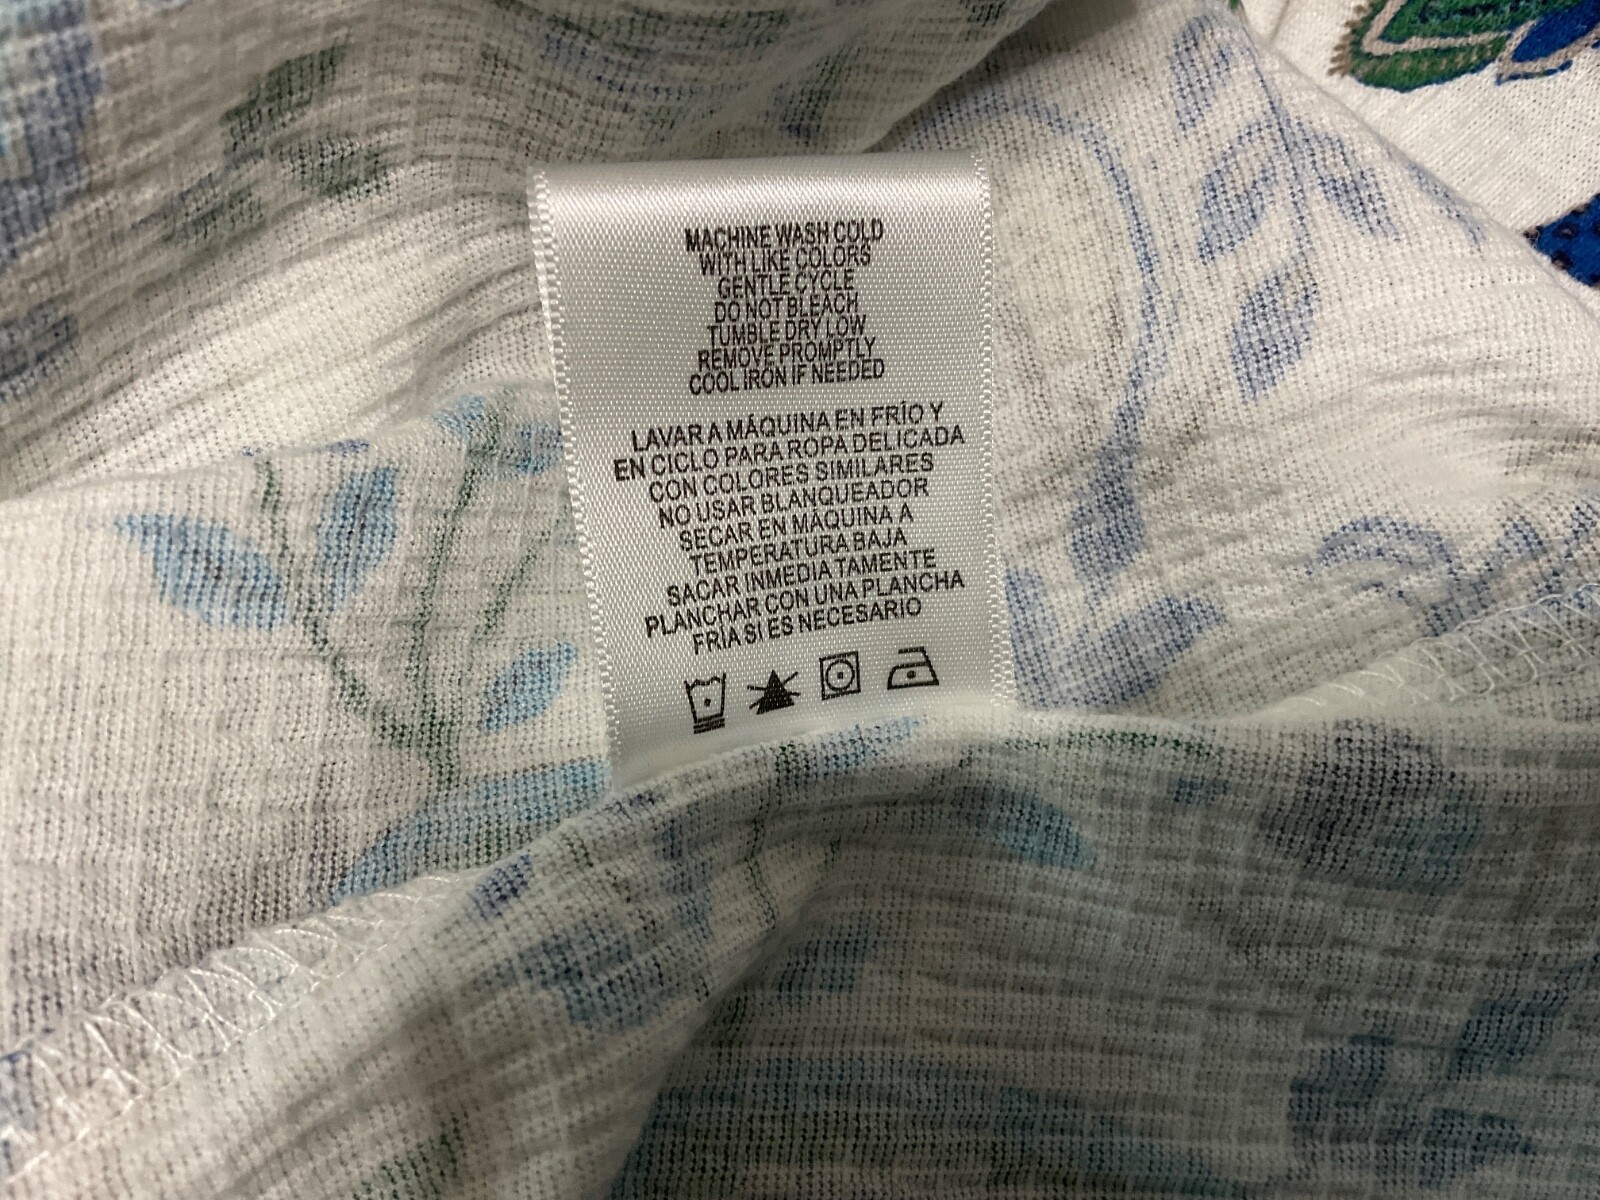 MACHINE WASH COLD
WITH LIKE COLORS
GENTLE CYCLE
DO NOT BLEACH
TUMBLE DRY LOW
REMOVE PROMPTLY
COOL IRON IF NEEDED
LAVAR A MÁQUINA EN FRÍO Y
EN CICLO PARA ROPA DELICADA
CON COLORES SIMILARES
NO USAR BLANQUEADOR
SECAR EN MÁQUINA A
TEMPERATURA BAJA
SACAR INMEDIATAMENTE
PLANCHAR CON UNA PLANCHA
FRÍA SI ES NECESARIO